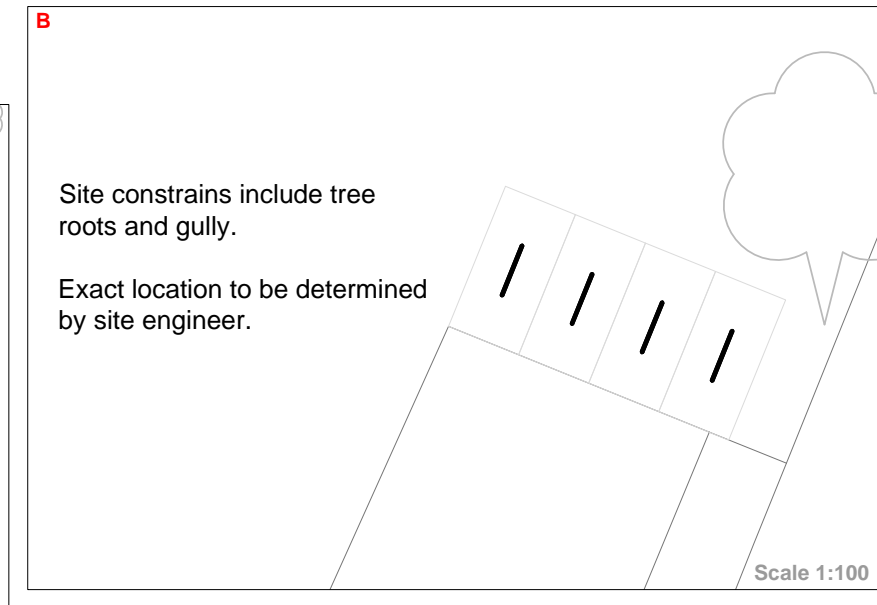 B
Site constrains include tree
roots and gully.
Exact location to be determined
by site engineer.
Scale 1:100